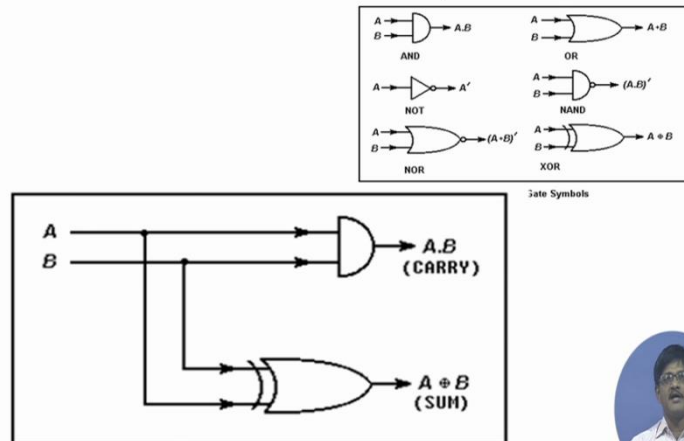 A
B
A.B
AND
A
B
A+B
OR
A
A′
NOT
A
B
(A.B)′
NAND
A
B
(A+B)′
NOR
A
B
A ⊕ B
XOR
Gate Symbols
A
B
A.B
(CARRY)
A ⊕ B
(SUM)